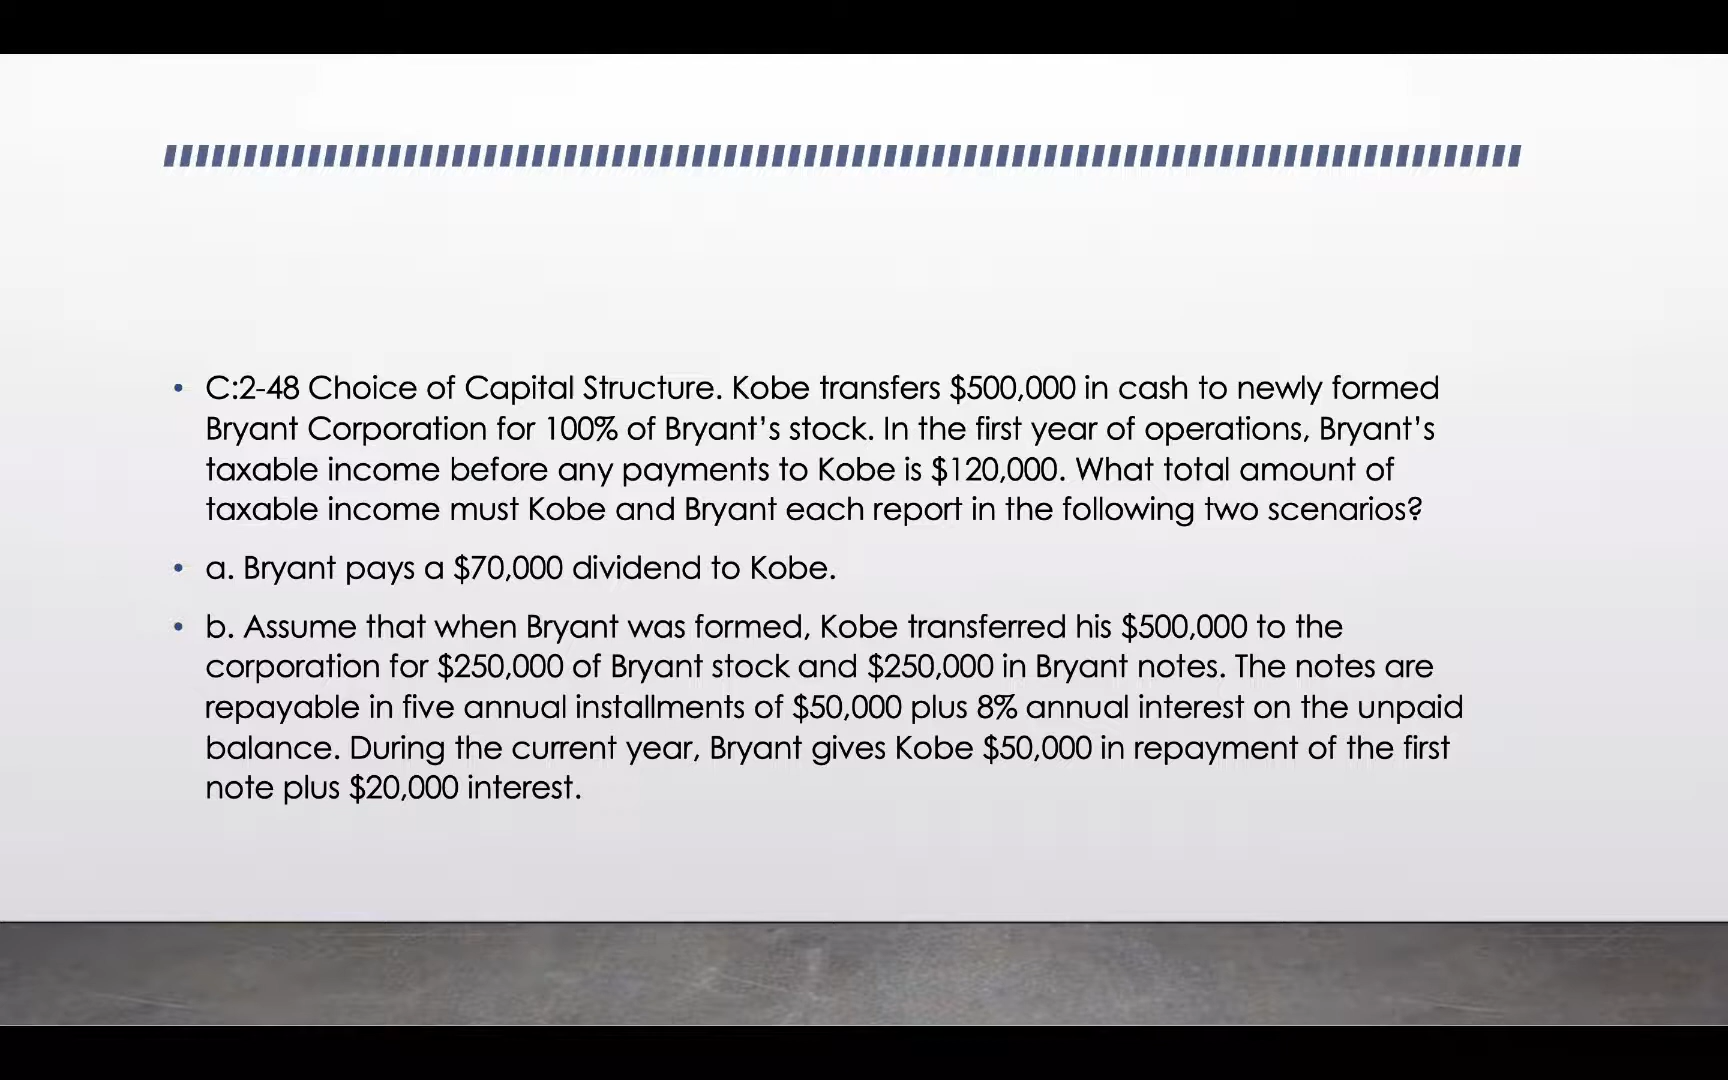 • C:2-48 Choice of Capital Structure. Kobe transfers $500,000 in cash to newly formed
Bryant Corporation for 100% of Bryant’s stock. In the first year of operations, Bryant’s
taxable income before any payments to Kobe is $120,000. What total amount of
taxable income must Kobe and Bryant each report in the following two scenarios?
• a. Bryant pays a $70,000 dividend to Kobe.
• b. Assume that when Bryant was formed, Kobe transferred his $500,000 to the
corporation for $250,000 of Bryant stock and $250,000 in Bryant notes. The notes are
repayable in five annual installments of $50,000 plus 8% annual interest on the unpaid
balance. During the current year, Bryant gives Kobe $50,000 in repayment of the first
note plus $20,000 interest.